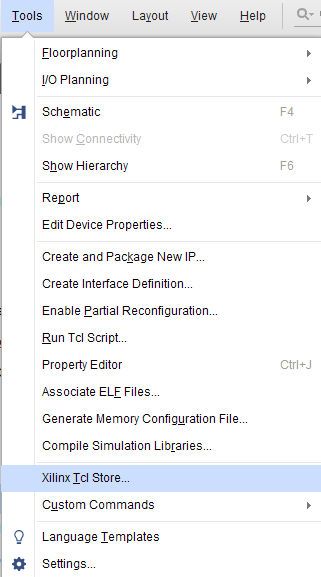 Tools Window Layout View Help
Floorplanning
I/O Planning
Schematic F4
Show Connectivity Ctrl+T
Show Hierarchy F6
Report
Edit Device Properties...
Create and Package New IP...
Create Interface Definition...
Enable Partial Reconfiguration...
Run Tcl Script...
Property Editor Ctrl+J
Associate ELF Files...
Generate Memory Configuration File...
Compile Simulation Libraries...
Xilinx Tcl Store...
Custom Commands
Language Templates
Settings...